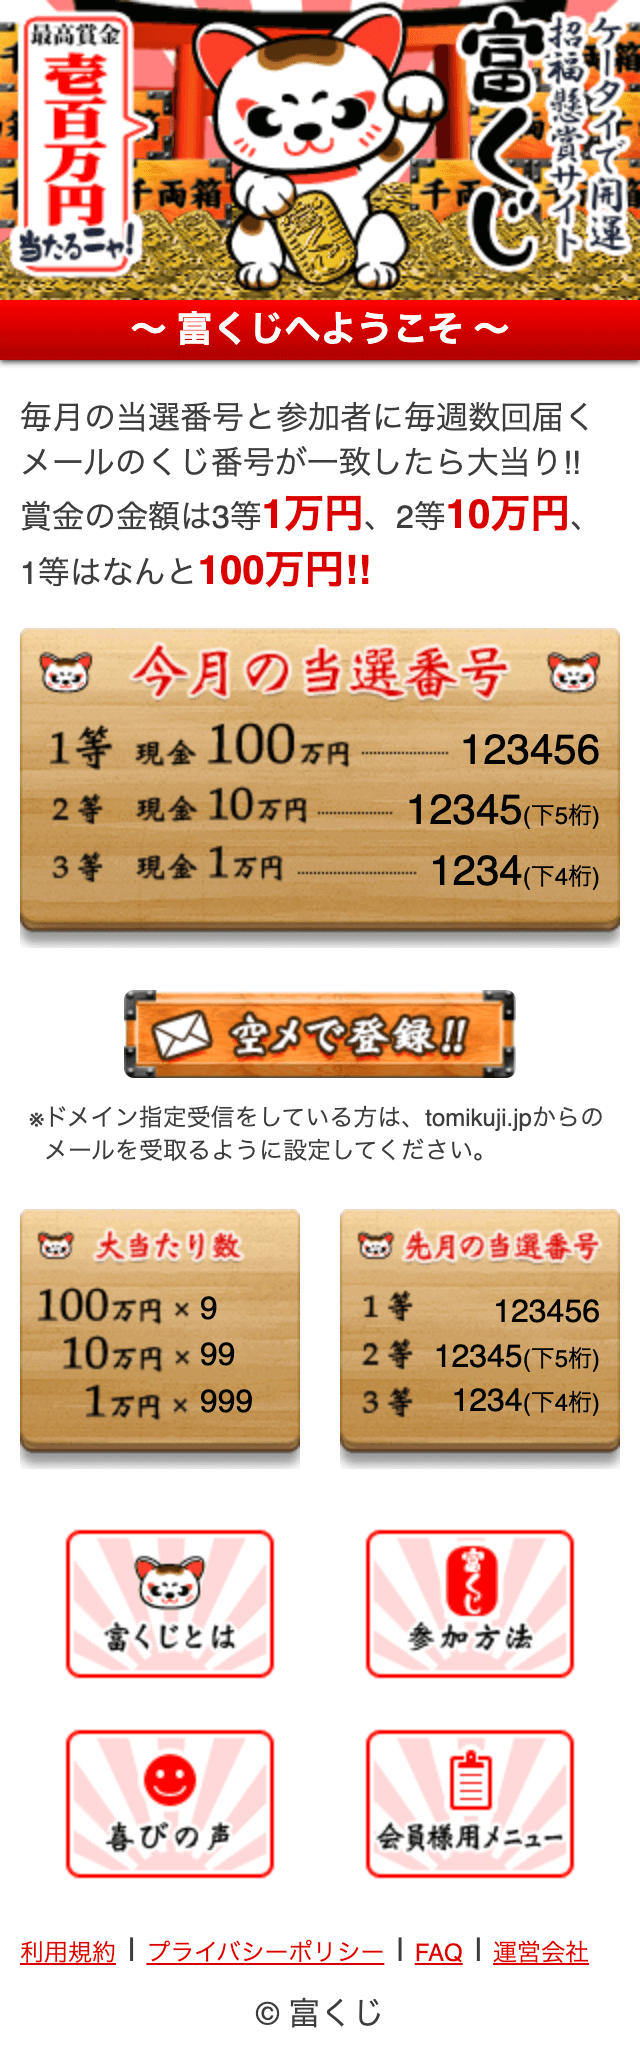 最高賞金
壱百万円
当たるニャ!
千両箱
千両箱
千両箱
ケータイで開運
招福懸賞サイト
富くじ
～ 富くじへようこそ ～
毎月の当選番号と参加者に毎週数回届く
メールのくじ番号が一致したら大当り!!
賞金の金額は3等1万円、2等10万円、
1等はなんと100万円!!
今月の当選番号
1等 現金 100万円 123456
2等 現金 10万円 12345(下5桁)
3等 現金 1万円 1234(下4桁)
空メで登録!!
※ドメイン指定受信をしている方は、tomikuji.jpからの
メールを受取るように設定してください。
大当たり数
100万円 × 9
10万円 × 99
1万円 × 999
先月の当選番号
1等 123456
2等 12345(下5桁)
3等 1234(下4桁)
富くじとは
富くじ
参加方法
喜びの声
会員様用メニュー
利用規約 | プライバシーポリシー | FAQ | 運営会社
© 富くじ